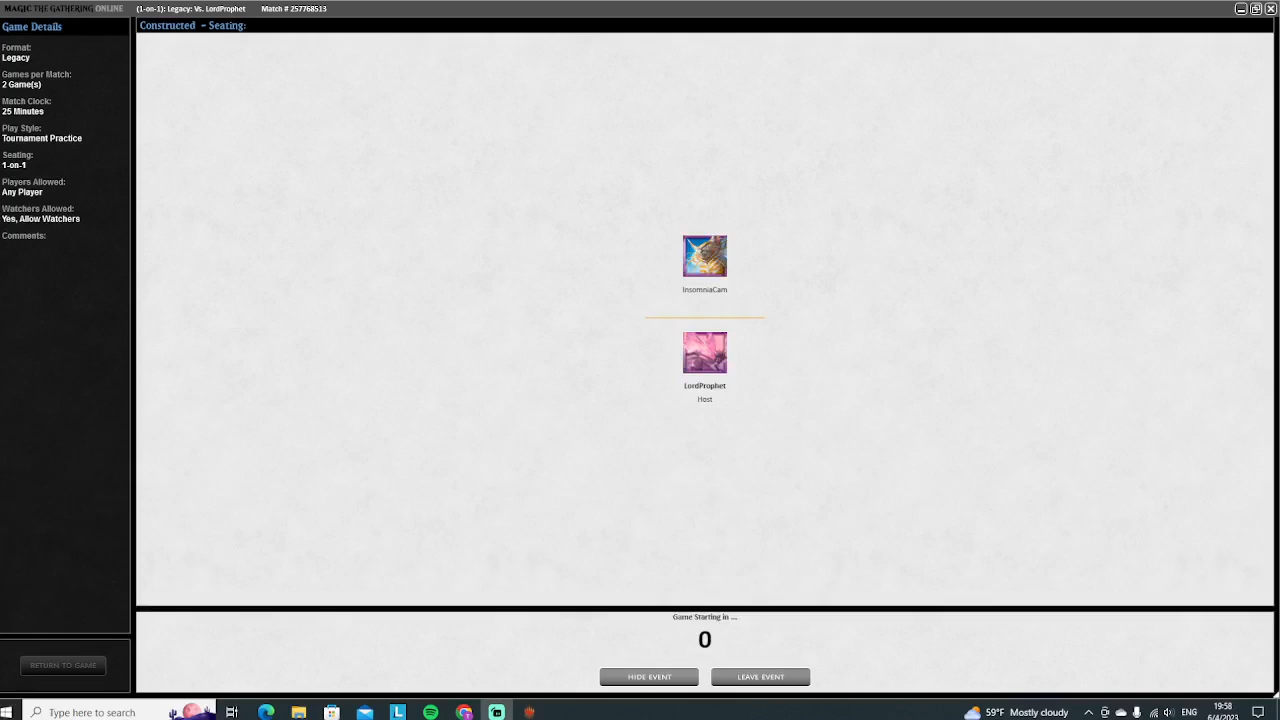 MAGIC THE GATHERING ONLINE
(1-on-1): Legacy: Vs. LordProphet Match # 257768513
Game Details
Constructed - Seating:
Format:
Legacy
Games per Match:
2 Game(s)
Match Clock:
25 Minutes
Play Style:
Tournament Practice
Seating:
1-on-1
Players Allowed:
Any Player
Watchers Allowed:
Yes, Allow Watchers
Comments:
InsomniaCam
LordProphet
Host
Game Starting in ...
0
RETURN TO GAME
HIDE EVENT
LEAVE EVENT
Type here to search
L
59°F Mostly cloudy
19:58
6/4/2023